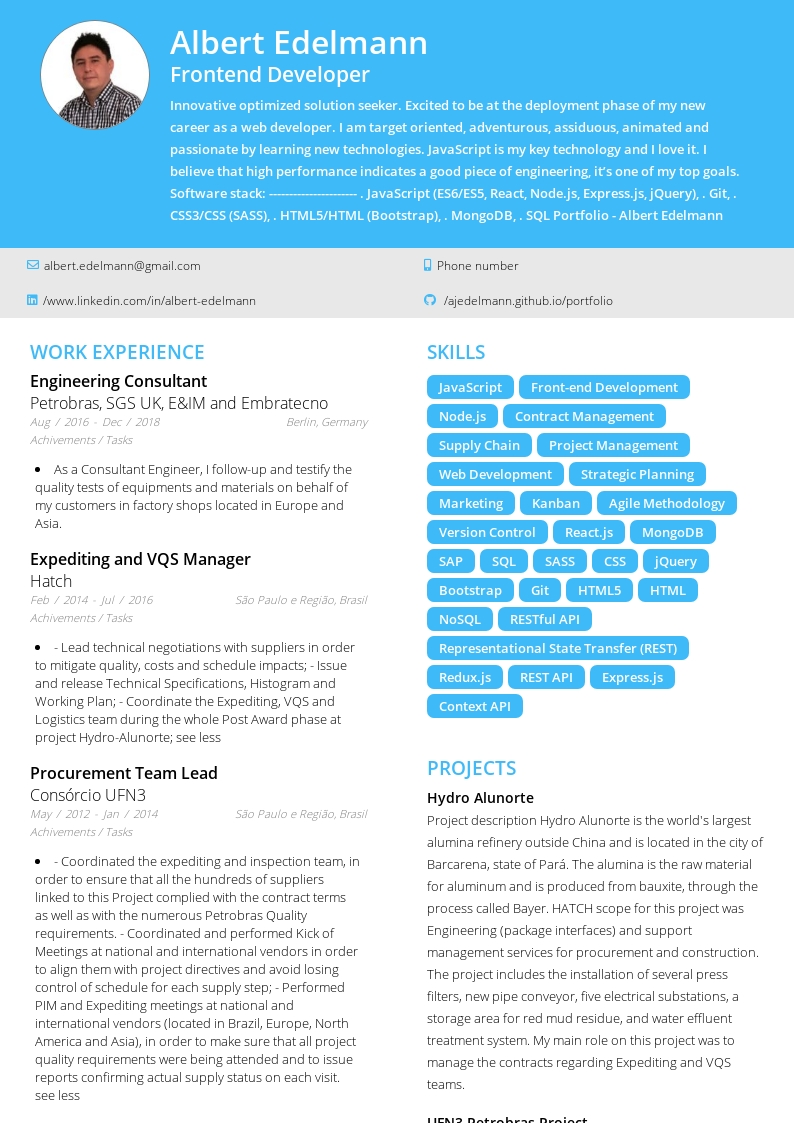 Albert Edelmann
Frontend Developer
Innovative optimized solution seeker. Excited to be at the deployment phase of my new
career as a web developer. I am target oriented, adventurous, assiduous, animated and
passionate by learning new technologies. JavaScript is my key technology and I love it. I
believe that high performance indicates a good piece of engineering, it’s one of my top goals.
Software stack: ---------------------- . JavaScript (ES6/ES5, React, Node.js, Express.js, jQuery), . Git, .
CSS3/CSS (SASS), . HTML5/HTML (Bootstrap), . MongoDB, . SQL Portfolio - Albert Edelmann
albert.edelmann@gmail.com
Phone number
/www.linkedin.com/in/albert-edelmann
/ajedelmann.github.io/portfolio
WORK EXPERIENCE
Engineering Consultant
Petrobras, SGS UK, E&IM and Embratecno
Aug / 2016 - Dec / 2018 Berlin, Germany
Achivements / Tasks
• As a Consultant Engineer, I follow-up and testify the
quality tests of equipments and materials on behalf of
my customers in factory shops located in Europe and
Asia.
Expediting and VQS Manager
Hatch
Feb / 2014 - Jul / 2016 São Paulo e Região, Brasil
Achivements / Tasks
• - Lead technical negotiations with suppliers in order
to mitigate quality, costs and schedule impacts; - Issue
and release Technical Specifications, Histogram and
Working Plan; - Coordinate the Expediting, VQS and
Logistics team during the whole Post Award phase at
project Hydro-Alunorte; see less
Procurement Team Lead
Consórcio UFN3
May / 2012 - Jan / 2014 São Paulo e Região, Brasil
Achivements / Tasks
• - Coordinated the expediting and inspection team, in
order to ensure that all the hundreds of suppliers
linked to this Project complied with the contract terms
as well as with the numerous Petrobras Quality
requirements. - Coordinated and performed Kick of
Meetings at national and international vendors in order
to align them with project directives and avoid losing
control of schedule for each supply step; - Performed
PIM and Expediting meetings at national and
international vendors (located in Brazil, Europe, North
America and Asia), in order to make sure that all project
quality requirements were being attended and to issue
reports confirming actual supply status on each visit.
see less
SKILLS
JavaScript Front-end Development
Node.js Contract Management
Supply Chain Project Management
Web Development Strategic Planning
Marketing Kanban Agile Methodology
Version Control React.js MongoDB
SAP SQL SASS CSS jQuery
Bootstrap Git HTML5 HTML
NoSQL RESTful API
Representational State Transfer (REST)
Redux.js REST API Express.js
Context API
PROJECTS
Hydro Alunorte
Project description Hydro Alunorte is the world's largest
alumina refinery outside China and is located in the city of
Barcarena, state of Pará. The alumina is the raw material
for aluminum and is produced from bauxite, through the
process called Bayer. HATCH scope for this project was
Engineering (package interfaces) and support
management services for procurement and construction.
The project includes the installation of several press
filters, new pipe conveyor, five electrical substations, a
storage area for red mud residue, and water effluent
treatment system. My main role on this project was to
manage the contracts regarding Expediting and VQS
teams.
UFN3 Petrobras Project